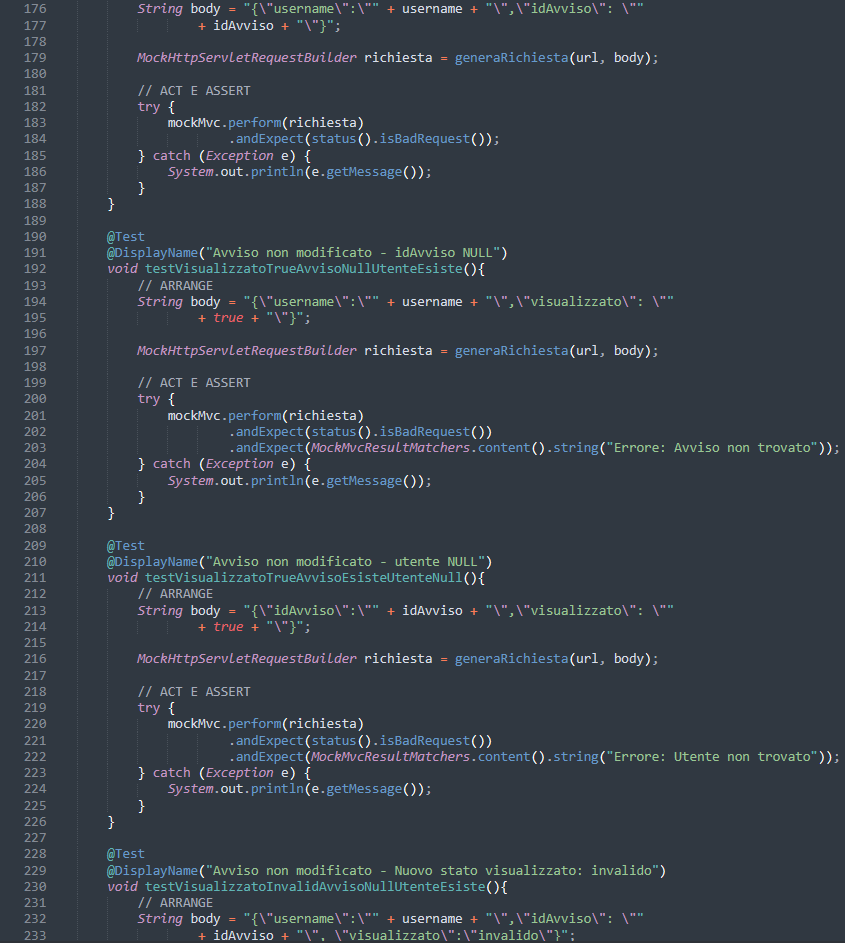 176 String body = "{\"username\":\"" + username + "\",\"idAvviso\": \""
177 + idAvviso + "\"}";
178
179 MockHttpServletRequestBuilder richiesta = generaRichiesta(url, body);
180
181 // ACT E ASSERT
182 try {
183 mockMvc.perform(richiesta)
184 .andExpect(status().isBadRequest());
185 } catch (Exception e) {
186 System.out.println(e.getMessage());
187 }
188 }
189
190 @Test
191 @DisplayName("Avviso non modificato - idAvviso NULL")
192 void testVisualizzatoTrueAvvisoNullUtenteEsiste(){
193 // ARRANGE
194 String body = "{\"username\":\"" + username + "\",\"visualizzato\": \""
195 + true + "\"}";
196
197 MockHttpServletRequestBuilder richiesta = generaRichiesta(url, body);
198
199 // ACT E ASSERT
200 try {
201 mockMvc.perform(richiesta)
202 .andExpect(status().isBadRequest())
203 .andExpect(MockMvcResultMatchers.content().string("Errore: Avviso non trovato"));
204 } catch (Exception e) {
205 System.out.println(e.getMessage());
206 }
207 }
208
209 @Test
210 @DisplayName("Avviso non modificato - utente NULL")
211 void testVisualizzatoTrueAvvisoEsisteUtenteNull(){
212 // ARRANGE
213 String body = "{\"idAvviso\":\"" + idAvviso + "\",\"visualizzato\": \""
214 + true + "\"}";
215
216 MockHttpServletRequestBuilder richiesta = generaRichiesta(url, body);
217
218 // ACT E ASSERT
219 try {
220 mockMvc.perform(richiesta)
221 .andExpect(status().isBadRequest())
222 .andExpect(MockMvcResultMatchers.content().string("Errore: Utente non trovato"));
223 } catch (Exception e) {
224 System.out.println(e.getMessage());
225 }
226 }
227
228 @Test
229 @DisplayName("Avviso non modificato - Nuovo stato visualizzato: invalido")
230 void testVisualizzatoInvalidAvvisoNullUtenteEsiste(){
231 // ARRANGE
232 String body = "{\"username\":\"" + username + "\",\"idAvviso\": \""
233 + idAvviso + "\", \"visualizzato\":\"invalido\"}";